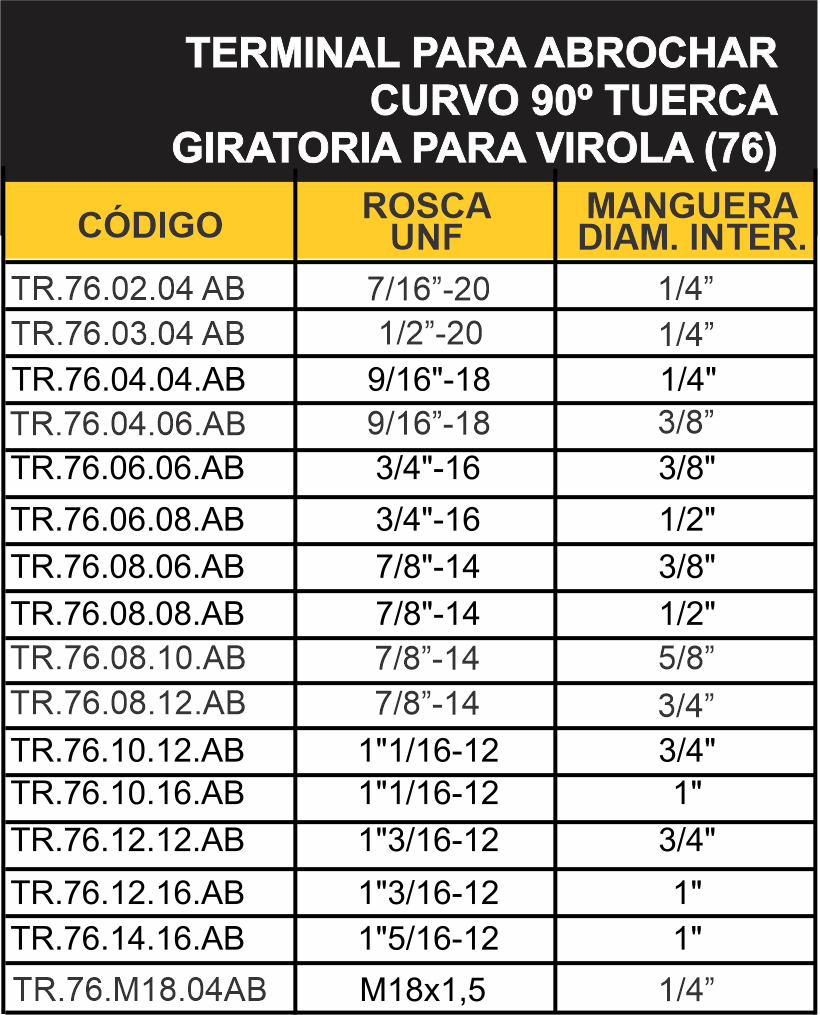 TERMINAL PARA ABROCHAR
CURVO 90º TUERCA
GIRATORIA PARA VIROLA (76)
CÓDIGO ROSCA UNF MANGUERA DIAM. INTER.
TR.76.02.04 AB 7/16”-20 1/4”
TR.76.03.04 AB 1/2”-20 1/4”
TR.76.04.04.AB 9/16"-18 1/4"
TR.76.04.06.AB 9/16”-18 3/8”
TR.76.06.06.AB 3/4"-16 3/8"
TR.76.06.08.AB 3/4"-16 1/2"
TR.76.08.06.AB 7/8"-14 3/8"
TR.76.08.08.AB 7/8"-14 1/2"
TR.76.08.10.AB 7/8”-14 5/8”
TR.76.08.12.AB 7/8”-14 3/4”
TR.76.10.12.AB 1"1/16-12 3/4"
TR.76.10.16.AB 1"1/16-12 1"
TR.76.12.12.AB 1"3/16-12 3/4"
TR.76.12.16.AB 1"3/16-12 1"
TR.76.14.16.AB 1"5/16-12 1"
TR.76.M18.04AB M18x1,5 1/4”